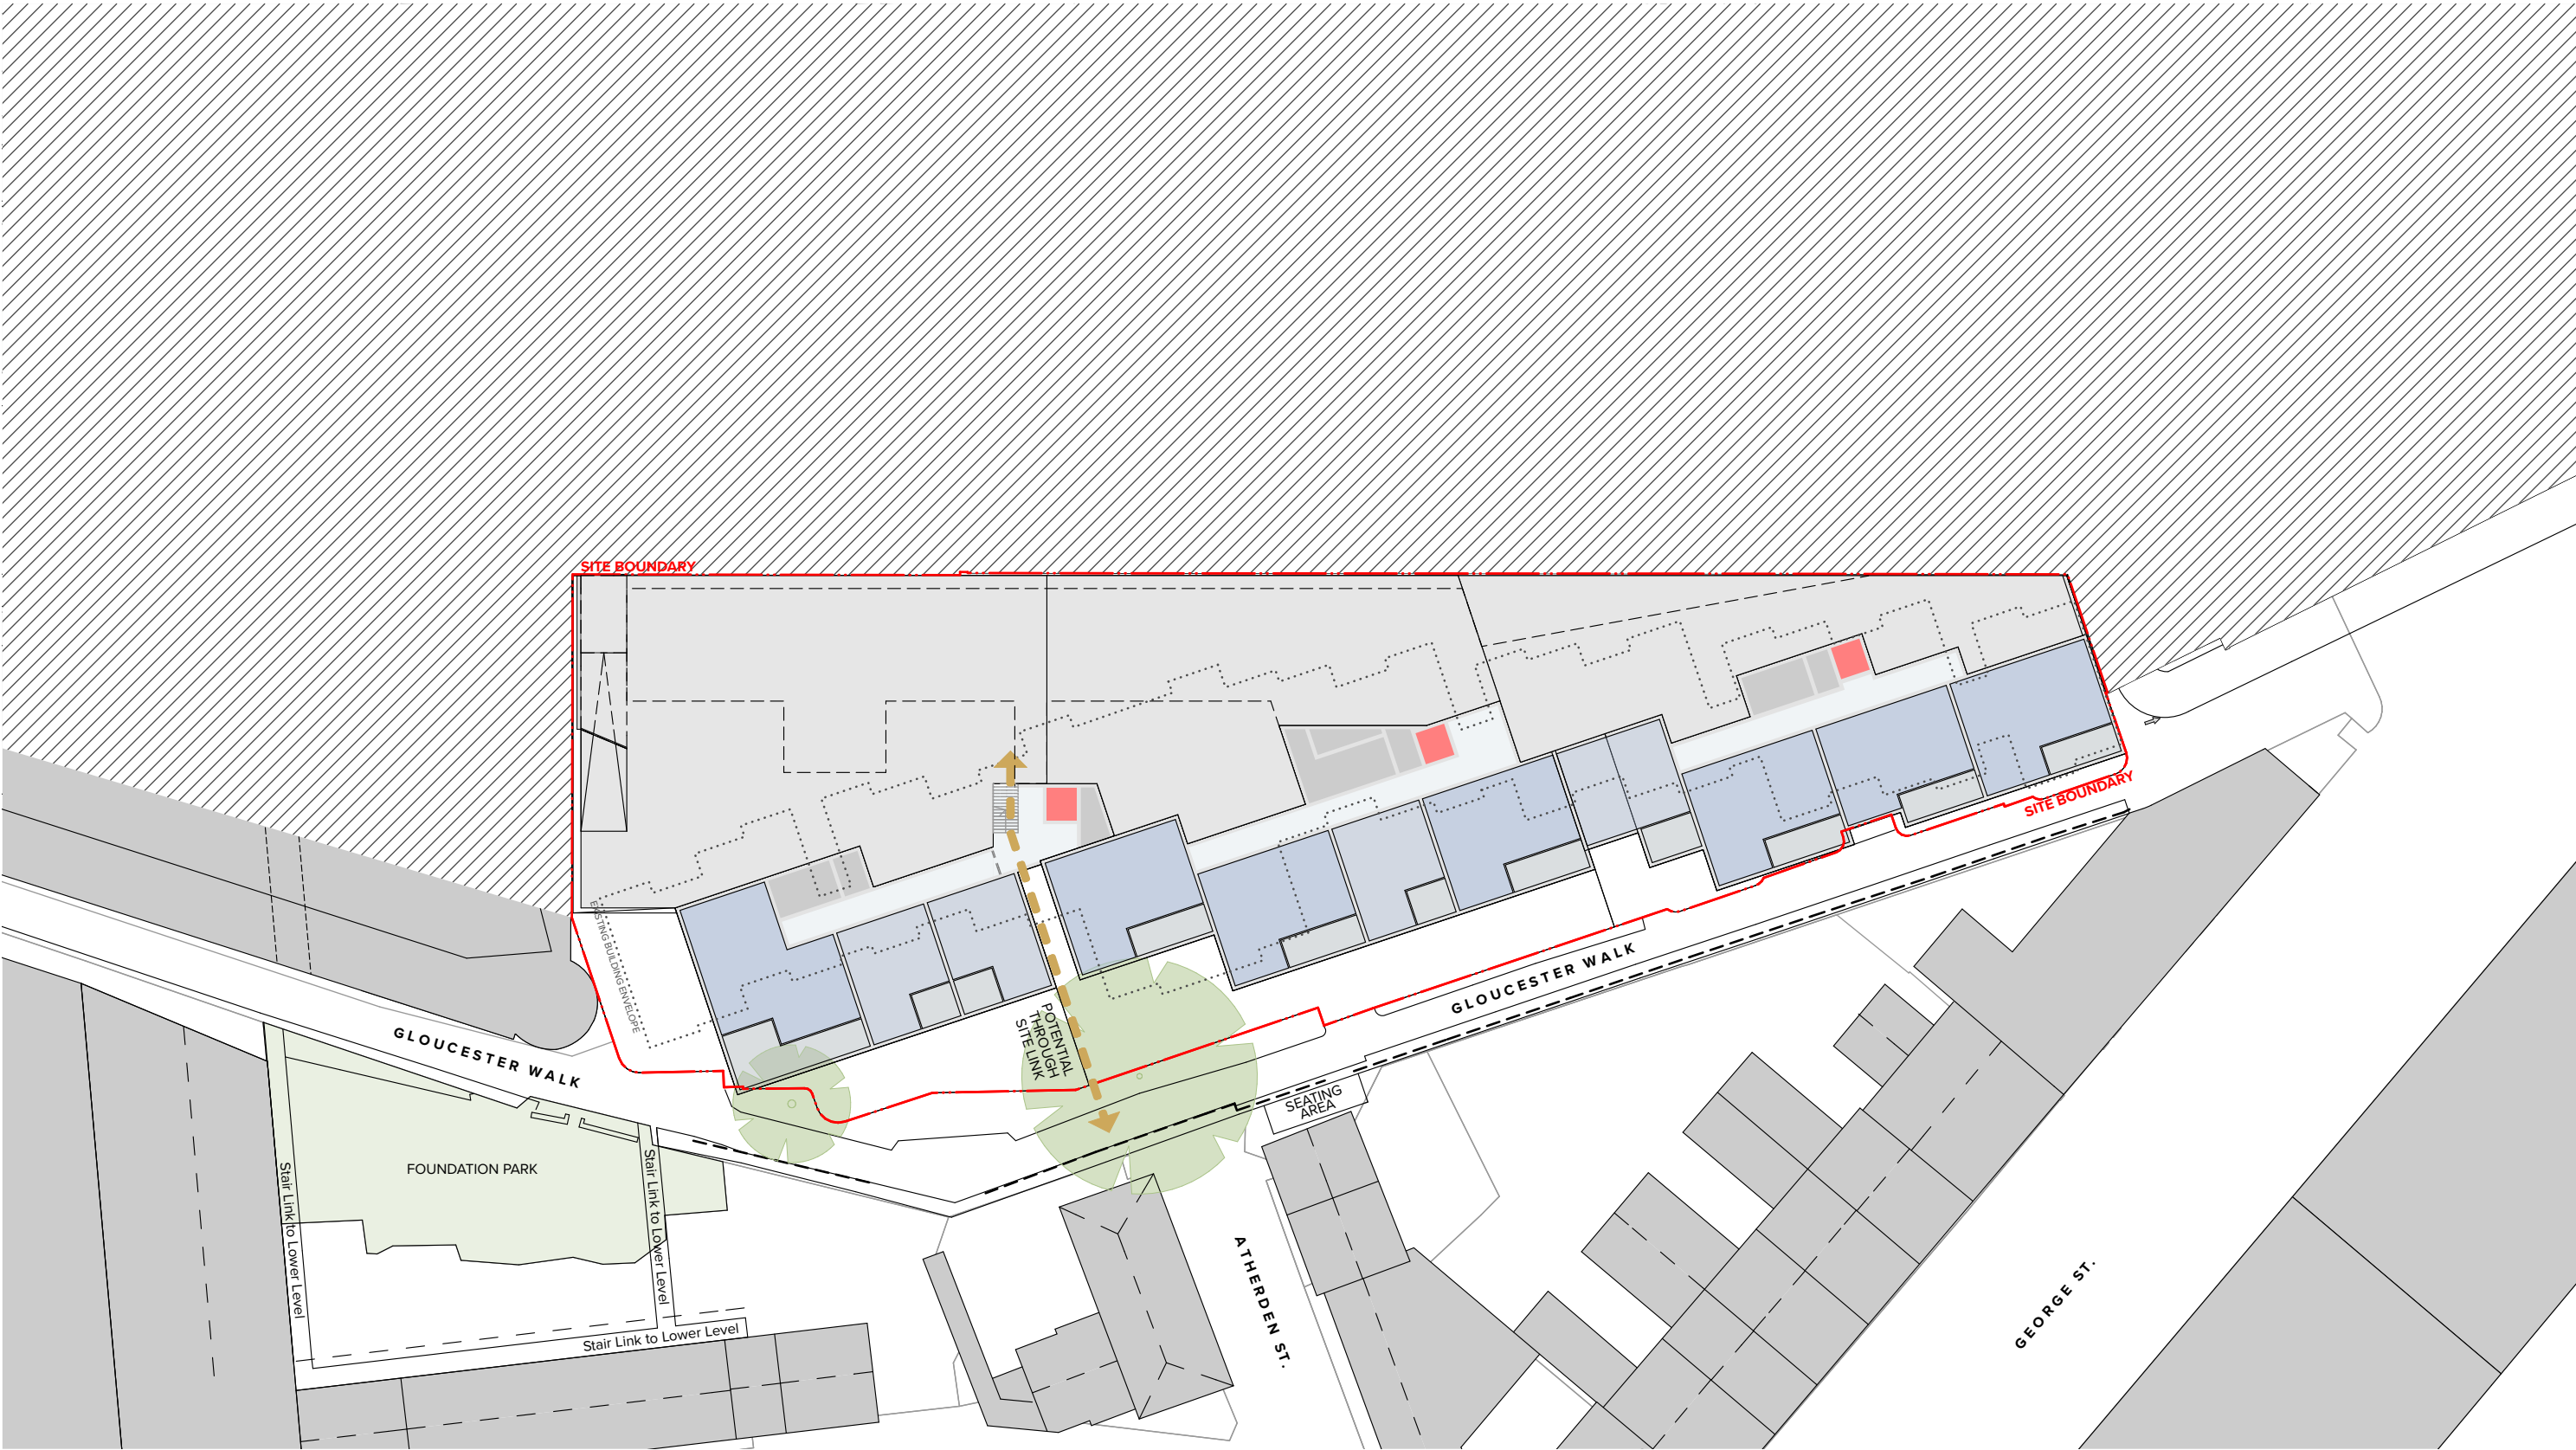 SITE BOUNDARY
SITE BOUNDARY
EXISTING BUILDING ENVELOPE
GLOUCESTER WALK
POTENTIAL
THROUGH
SITE LINK
GLOUCESTER WALK
SEATING
AREA
FOUNDATION PARK
Stair Link to Lower Level
Stair Link to Lower Level
Stair Link to Lower Level
ATHERDEN ST.
GEORGE ST.